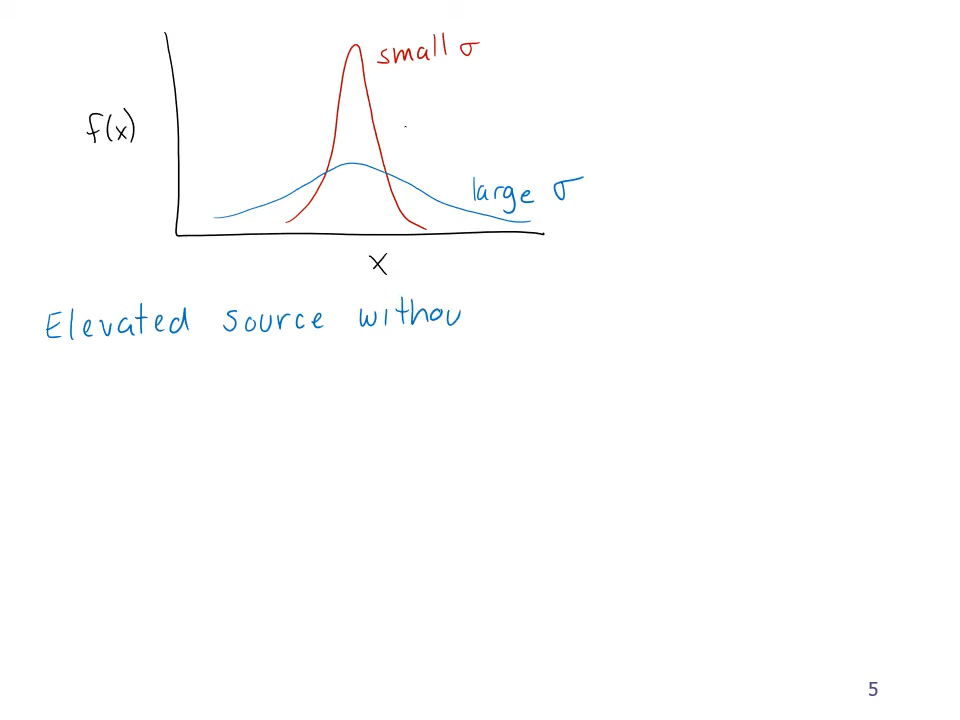 small σ
f(x)
large σ
x
Elevated source withou
5